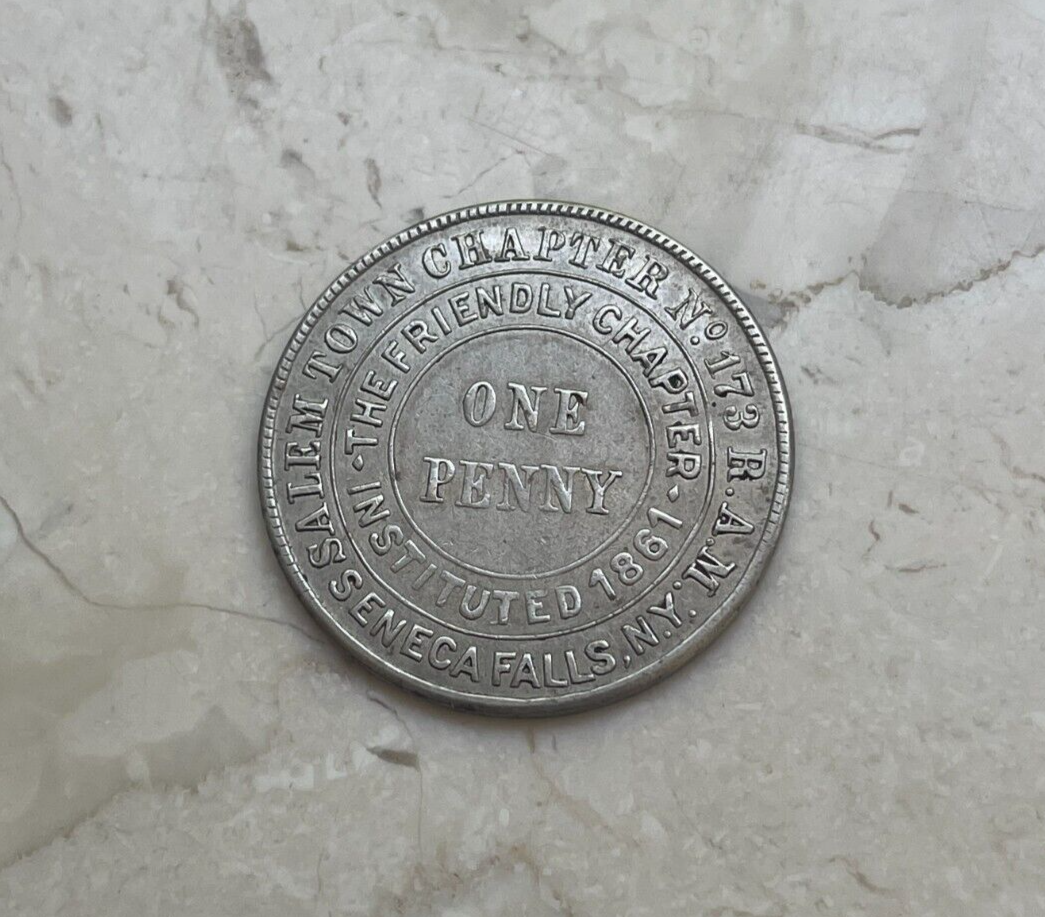 SALEM TOWN CHAPTER No. 173 R.A.M.
SENECA FALLS, N.Y.
· THE FRIENDLY CHAPTER ·
INSTITUTED 1861
ONE
PENNY